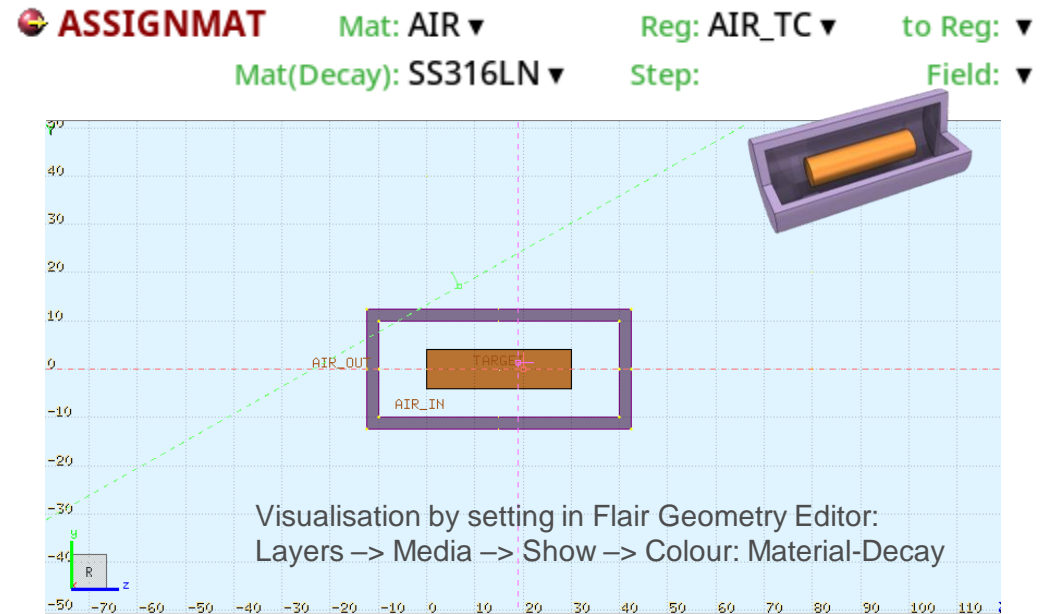 ASSIGNMAT Mat: AIR ▼ Reg: AIR_TC ▼ to Reg: ▼
Mat(Decay): SS316LN ▼ Step: Field: ▼
40
30
20
10
0
-10
-20
-30
-50
AIR_OUT
AIR_IN
y
R
z
Visualisation by setting in Flair Geometry Editor:
Layers –> Media –> Show –> Colour: Material-Decay
-70 -60 -50 -40 -30 -20 -10 0 10 20 30 40 50 60 70 80 90 100 110